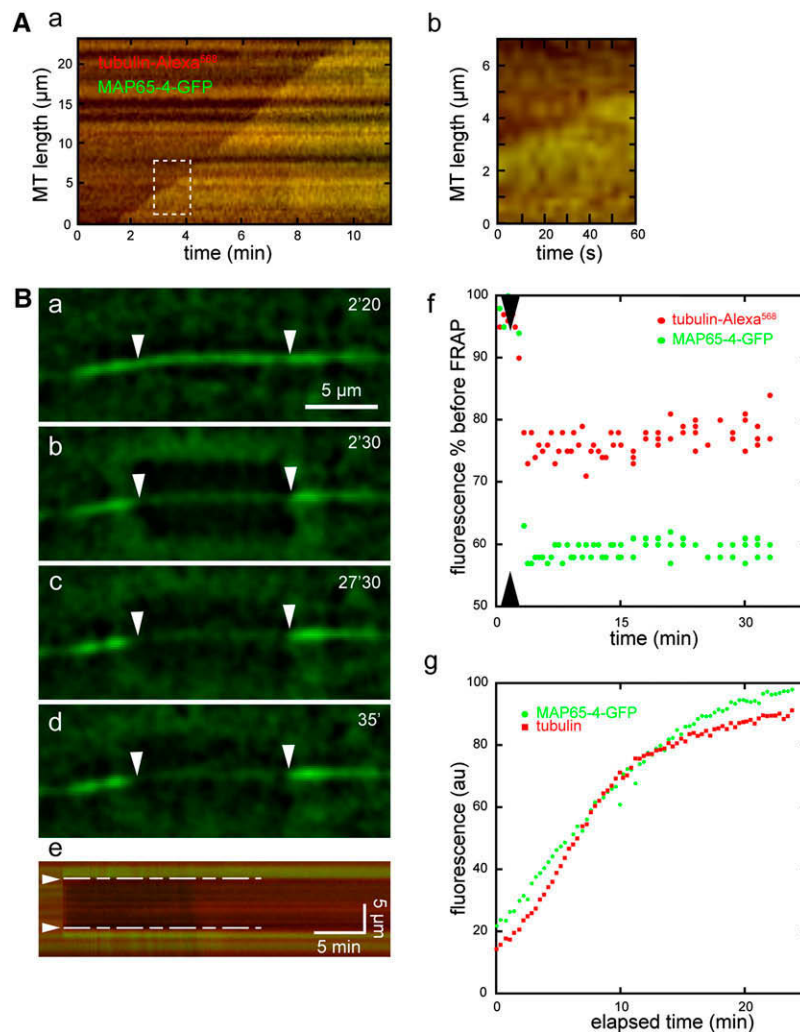 A
a
tubulin-Alexa⁵⁶⁸
MAP65-4-GFP
MT length (µm)
20
15
10
5
0
0 2 4 6 8 10
time (min)
b
MT length (µm)
6
4
2
0
0 20 40 60
time (s)
B
a
2'20
5 µm
b
2'30
c
27'30
d
35'
e
5 µm
5 min
f
fluorescence % before FRAP
100
90
80
70
60
50
tubulin-Alexa⁵⁶⁸
MAP65-4-GFP
0 15 30
time (min)
g
fluorescence (au)
100
80
60
40
20
0
MAP65-4-GFP
tubulin
0 10 20
elapsed time (min)